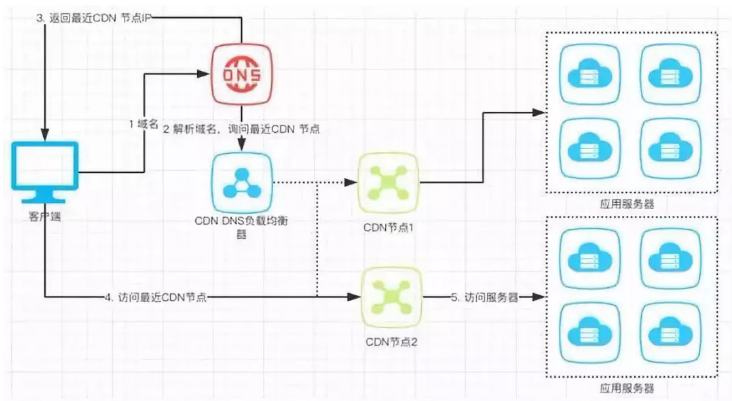 3. 返回最近CDN 节点IP
DNS
1 域名
2 解析域名，询问最近CDN 节点
客户端
CDN DNS负载均衡
器
CDN节点1
应用服务器
4. 访问最近CDN节点
5. 访问服务器
CDN节点2
应用服务器